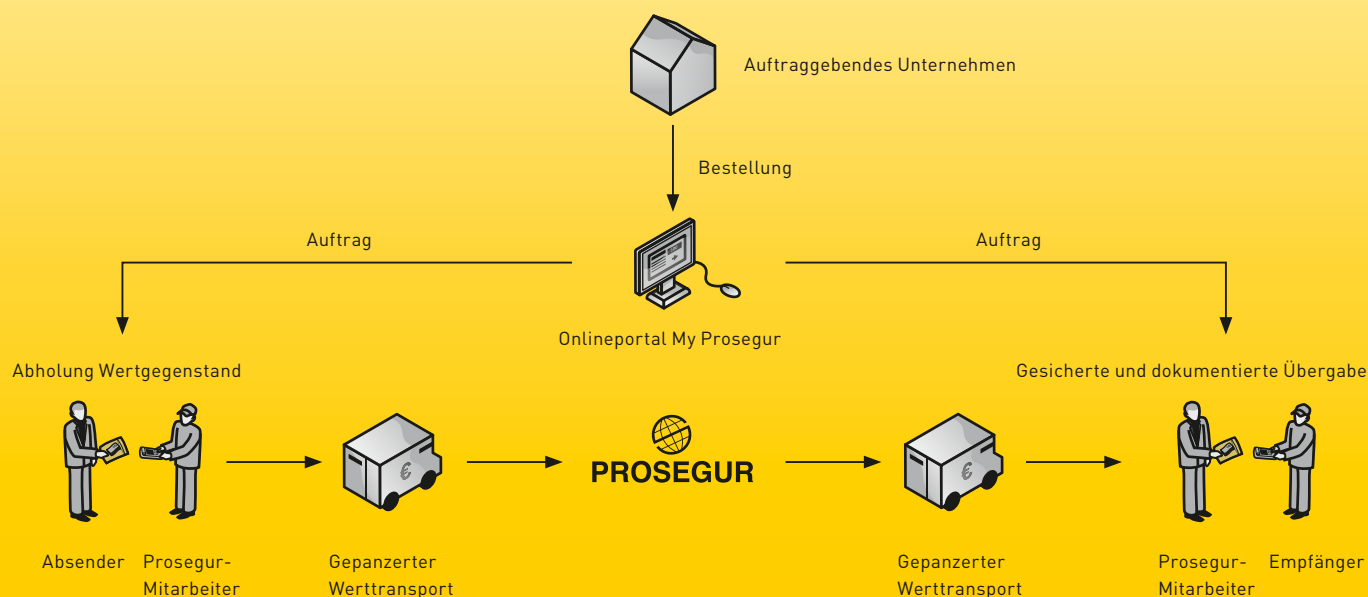 Auftraggebendes Unternehmen
Bestellung
Auftrag
Auftrag
Onlineportal My Prosegur
Abholung Wertgegenstand
Gesicherte und dokumentierte Übergabe
€
PROSEGUR
€
Absender
Prosegur-
Mitarbeiter
Gepanzerter
Werttransport
Gepanzerter
Werttransport
Prosegur-
Mitarbeiter
Empfänger